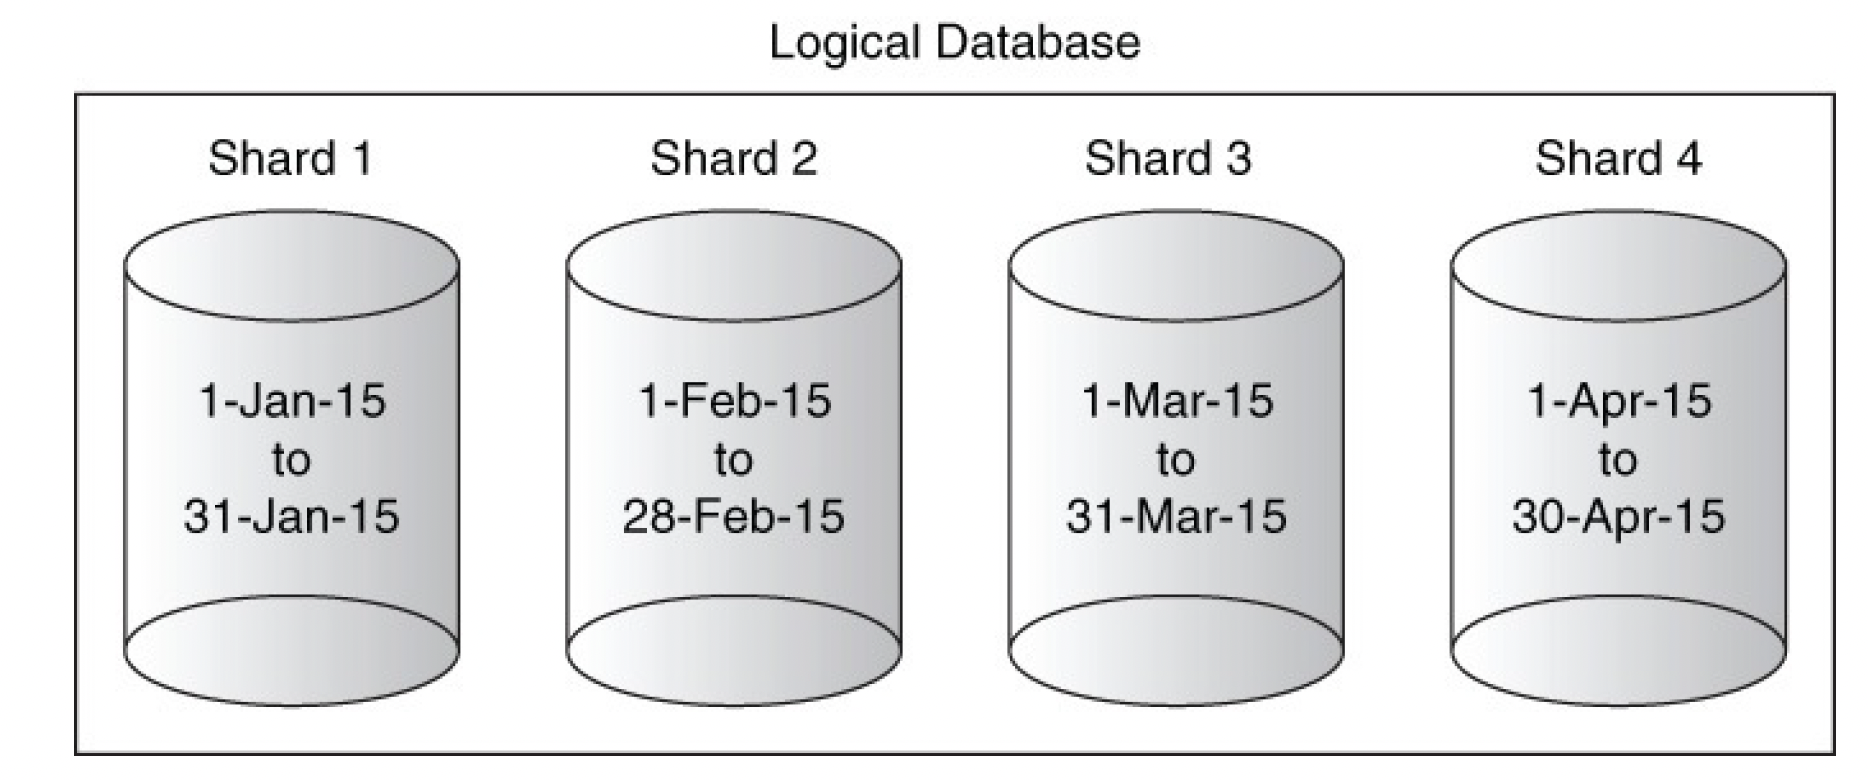 Logical Database
Shard 1
Shard 2
Shard 3
Shard 4
1-Jan-15
to
31-Jan-15
1-Feb-15
to
28-Feb-15
1-Mar-15
to
31-Mar-15
1-Apr-15
to
30-Apr-15